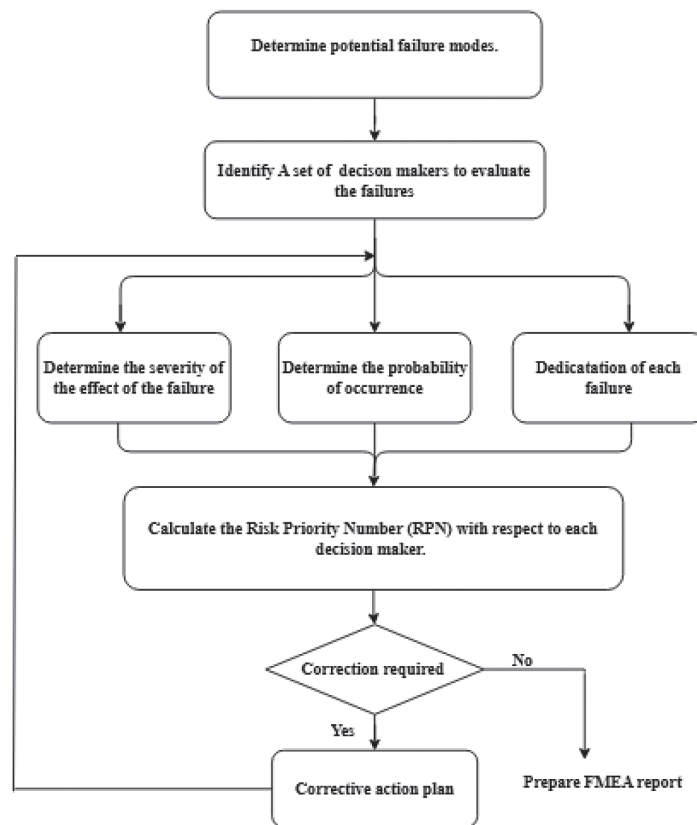 Determine potential failure modes.
Identify A set of decison makers to evaluate
the failures
Determine the severity of
the effect of the failure
Determine the probability
of occurrence
Dedicatation of each
failure
Calculate the Risk Priority Number (RPN) with respect to each
decision maker.
Correction required
No
Yes
Corrective action plan
Prepare FMEA report